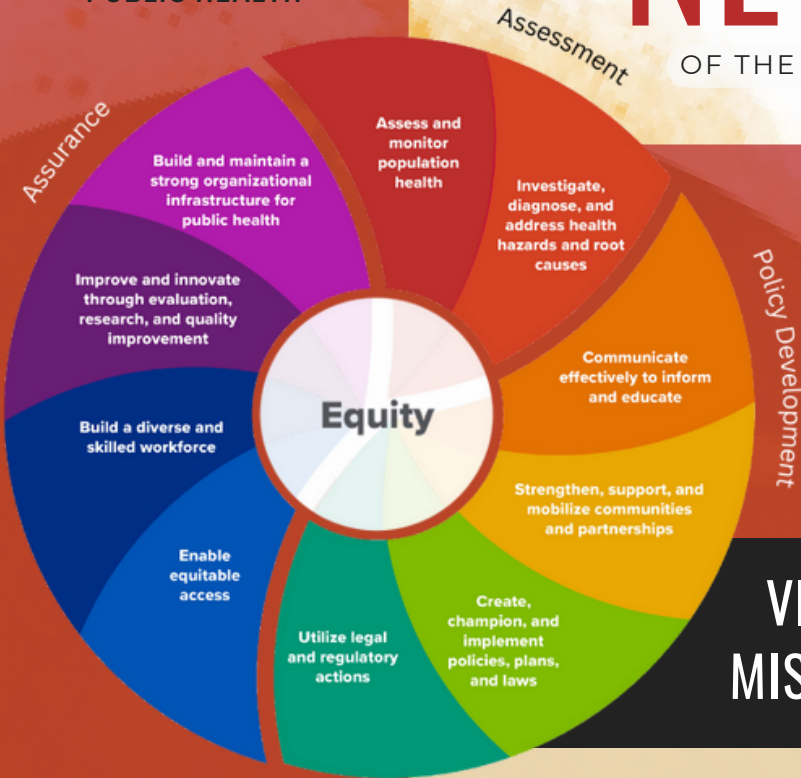 PUBLIC HEALTH
OF THE
Assessment
Assurance
Policy Development
Assess and
monitor
population
health
Investigate,
diagnose, and
address health
hazards and root
causes
Communicate
effectively to inform
and educate
Strengthen, support, and
mobilize communities
and partnerships
Create,
champion, and
implement
policies, plans,
and laws
Utilize legal
and regulatory
actions
Enable
equitable
access
Build a diverse and
skilled workforce
Improve and innovate
through evaluation,
research, and quality
improvement
Build and maintain a
strong organizational
infrastructure for
public health
Equity